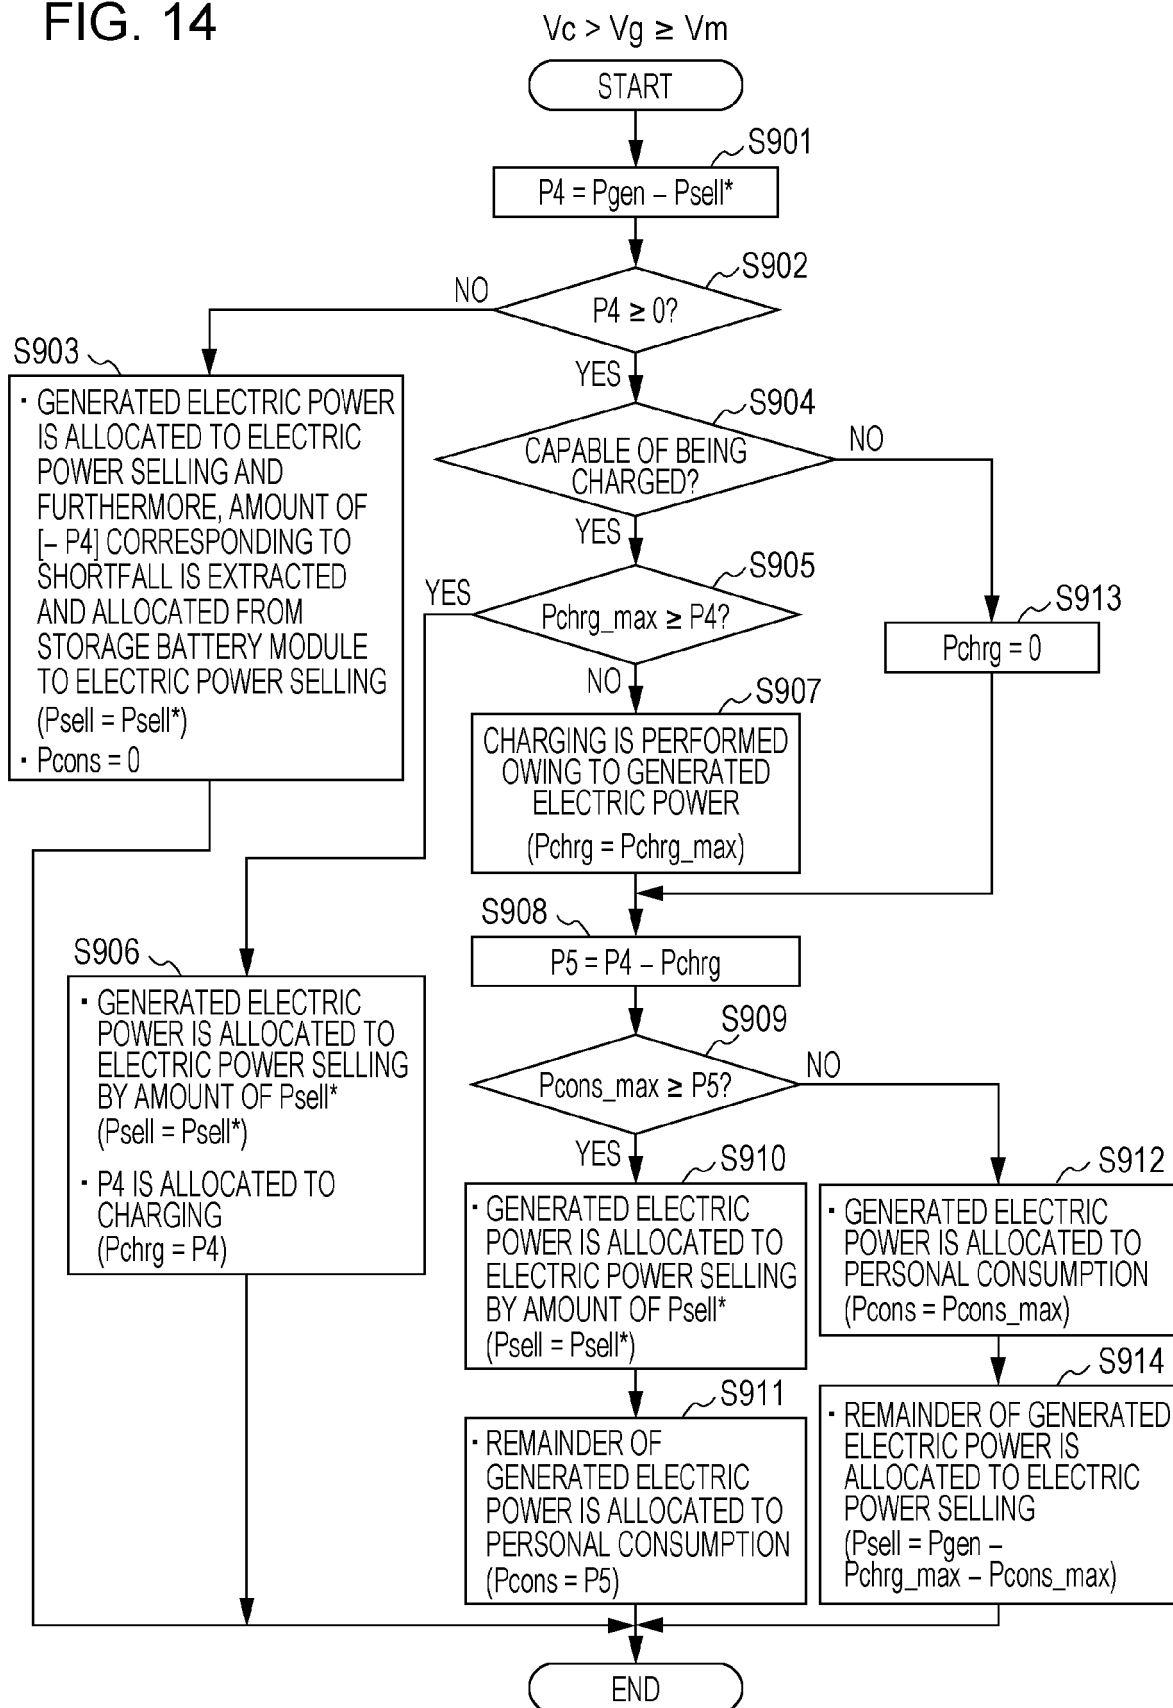 FIG. 14
Vc > Vg ≥ Vm
START
S901
P4 = Pgen – Psell*
S902
P4 ≥ 0?
NO
YES
S903
· GENERATED ELECTRIC POWER
IS ALLOCATED TO ELECTRIC
POWER SELLING AND
FURTHERMORE, AMOUNT OF
[– P4] CORRESPONDING TO
SHORTFALL IS EXTRACTED
AND ALLOCATED FROM
STORAGE BATTERY MODULE
TO ELECTRIC POWER SELLING
(Psell = Psell*)
· Pcons = 0
S904
CAPABLE OF BEING
CHARGED?
NO
YES
S905
Pchrg_max ≥ P4?
YES
NO
S913
Pchrg = 0
S907
CHARGING IS PERFORMED
OWING TO GENERATED
ELECTRIC POWER
(Pchrg = Pchrg_max)
S908
P5 = P4 – Pchrg
S906
· GENERATED ELECTRIC
POWER IS ALLOCATED TO
ELECTRIC POWER SELLING
BY AMOUNT OF Psell*
(Psell = Psell*)
· P4 IS ALLOCATED TO
CHARGING
(Pchrg = P4)
S909
Pcons_max ≥ P5?
NO
YES
S910
· GENERATED ELECTRIC
POWER IS ALLOCATED TO
ELECTRIC POWER SELLING
BY AMOUNT OF Psell*
(Psell = Psell*)
S912
· GENERATED ELECTRIC
POWER IS ALLOCATED TO
PERSONAL CONSUMPTION
(Pcons = Pcons_max)
S911
· REMAINDER OF
GENERATED ELECTRIC
POWER IS ALLOCATED TO
PERSONAL CONSUMPTION
(Pcons = P5)
S914
· REMAINDER OF GENERATED
ELECTRIC POWER IS
ALLOCATED TO ELECTRIC
POWER SELLING
(Psell = Pgen –
Pchrg_max – Pcons_max)
END